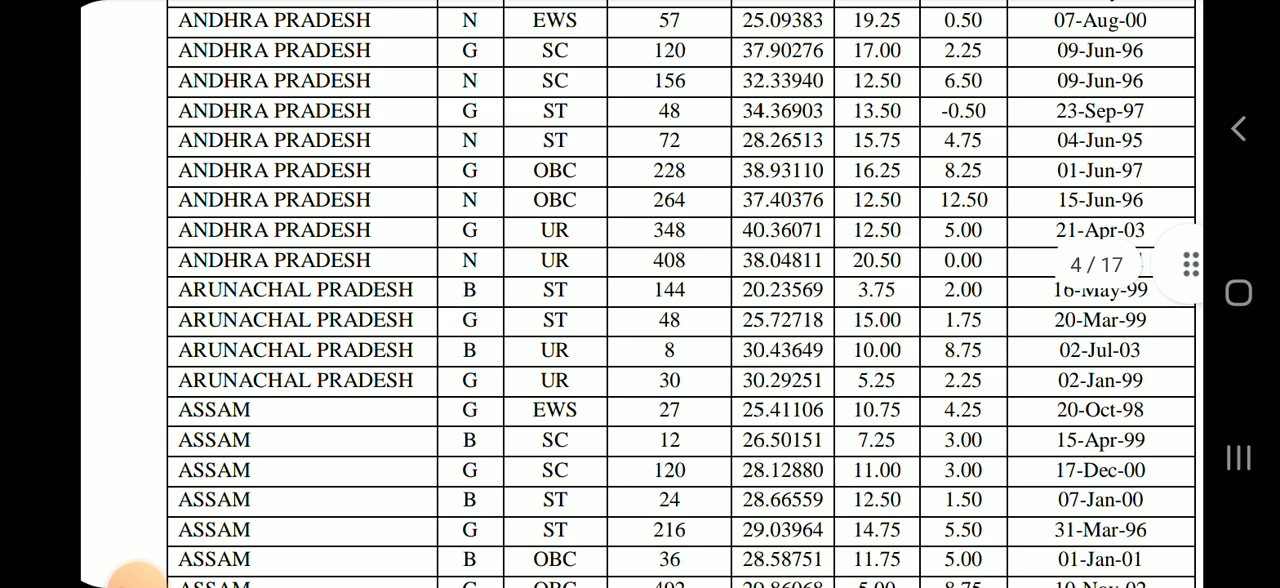 ANDHRA PRADESH N EWS 57 25.09383 19.25 0.50 07-Aug-00
ANDHRA PRADESH G SC 120 37.90276 17.00 2.25 09-Jun-96
ANDHRA PRADESH N SC 156 32.33940 12.50 6.50 09-Jun-96
ANDHRA PRADESH G ST 48 34.36903 13.50 -0.50 23-Sep-97
ANDHRA PRADESH N ST 72 28.26513 15.75 4.75 04-Jun-95
ANDHRA PRADESH G OBC 228 38.93110 16.25 8.25 01-Jun-97
ANDHRA PRADESH N OBC 264 37.40376 12.50 12.50 15-Jun-96
ANDHRA PRADESH G UR 348 40.36071 12.50 5.00 21-Apr-03
ANDHRA PRADESH N UR 408 38.04811 20.50 0.00
4 / 17
ARUNACHAL PRADESH B ST 144 20.23569 3.75 2.00 16-May-99
ARUNACHAL PRADESH G ST 48 25.72718 15.00 1.75 20-Mar-99
ARUNACHAL PRADESH B UR 8 30.43649 10.00 8.75 02-Jul-03
ARUNACHAL PRADESH G UR 30 30.29251 5.25 2.25 02-Jan-99
ASSAM G EWS 27 25.41106 10.75 4.25 20-Oct-98
ASSAM B SC 12 26.50151 7.25 3.00 15-Apr-99
ASSAM G SC 120 28.12880 11.00 3.00 17-Dec-00
ASSAM B ST 24 28.66559 12.50 1.50 07-Jan-00
ASSAM G ST 216 29.03964 14.75 5.50 31-Mar-96
ASSAM B OBC 36 28.58751 11.75 5.00 01-Jan-01
ASSAM G OBC 5.00 8.75 10-Nov-02